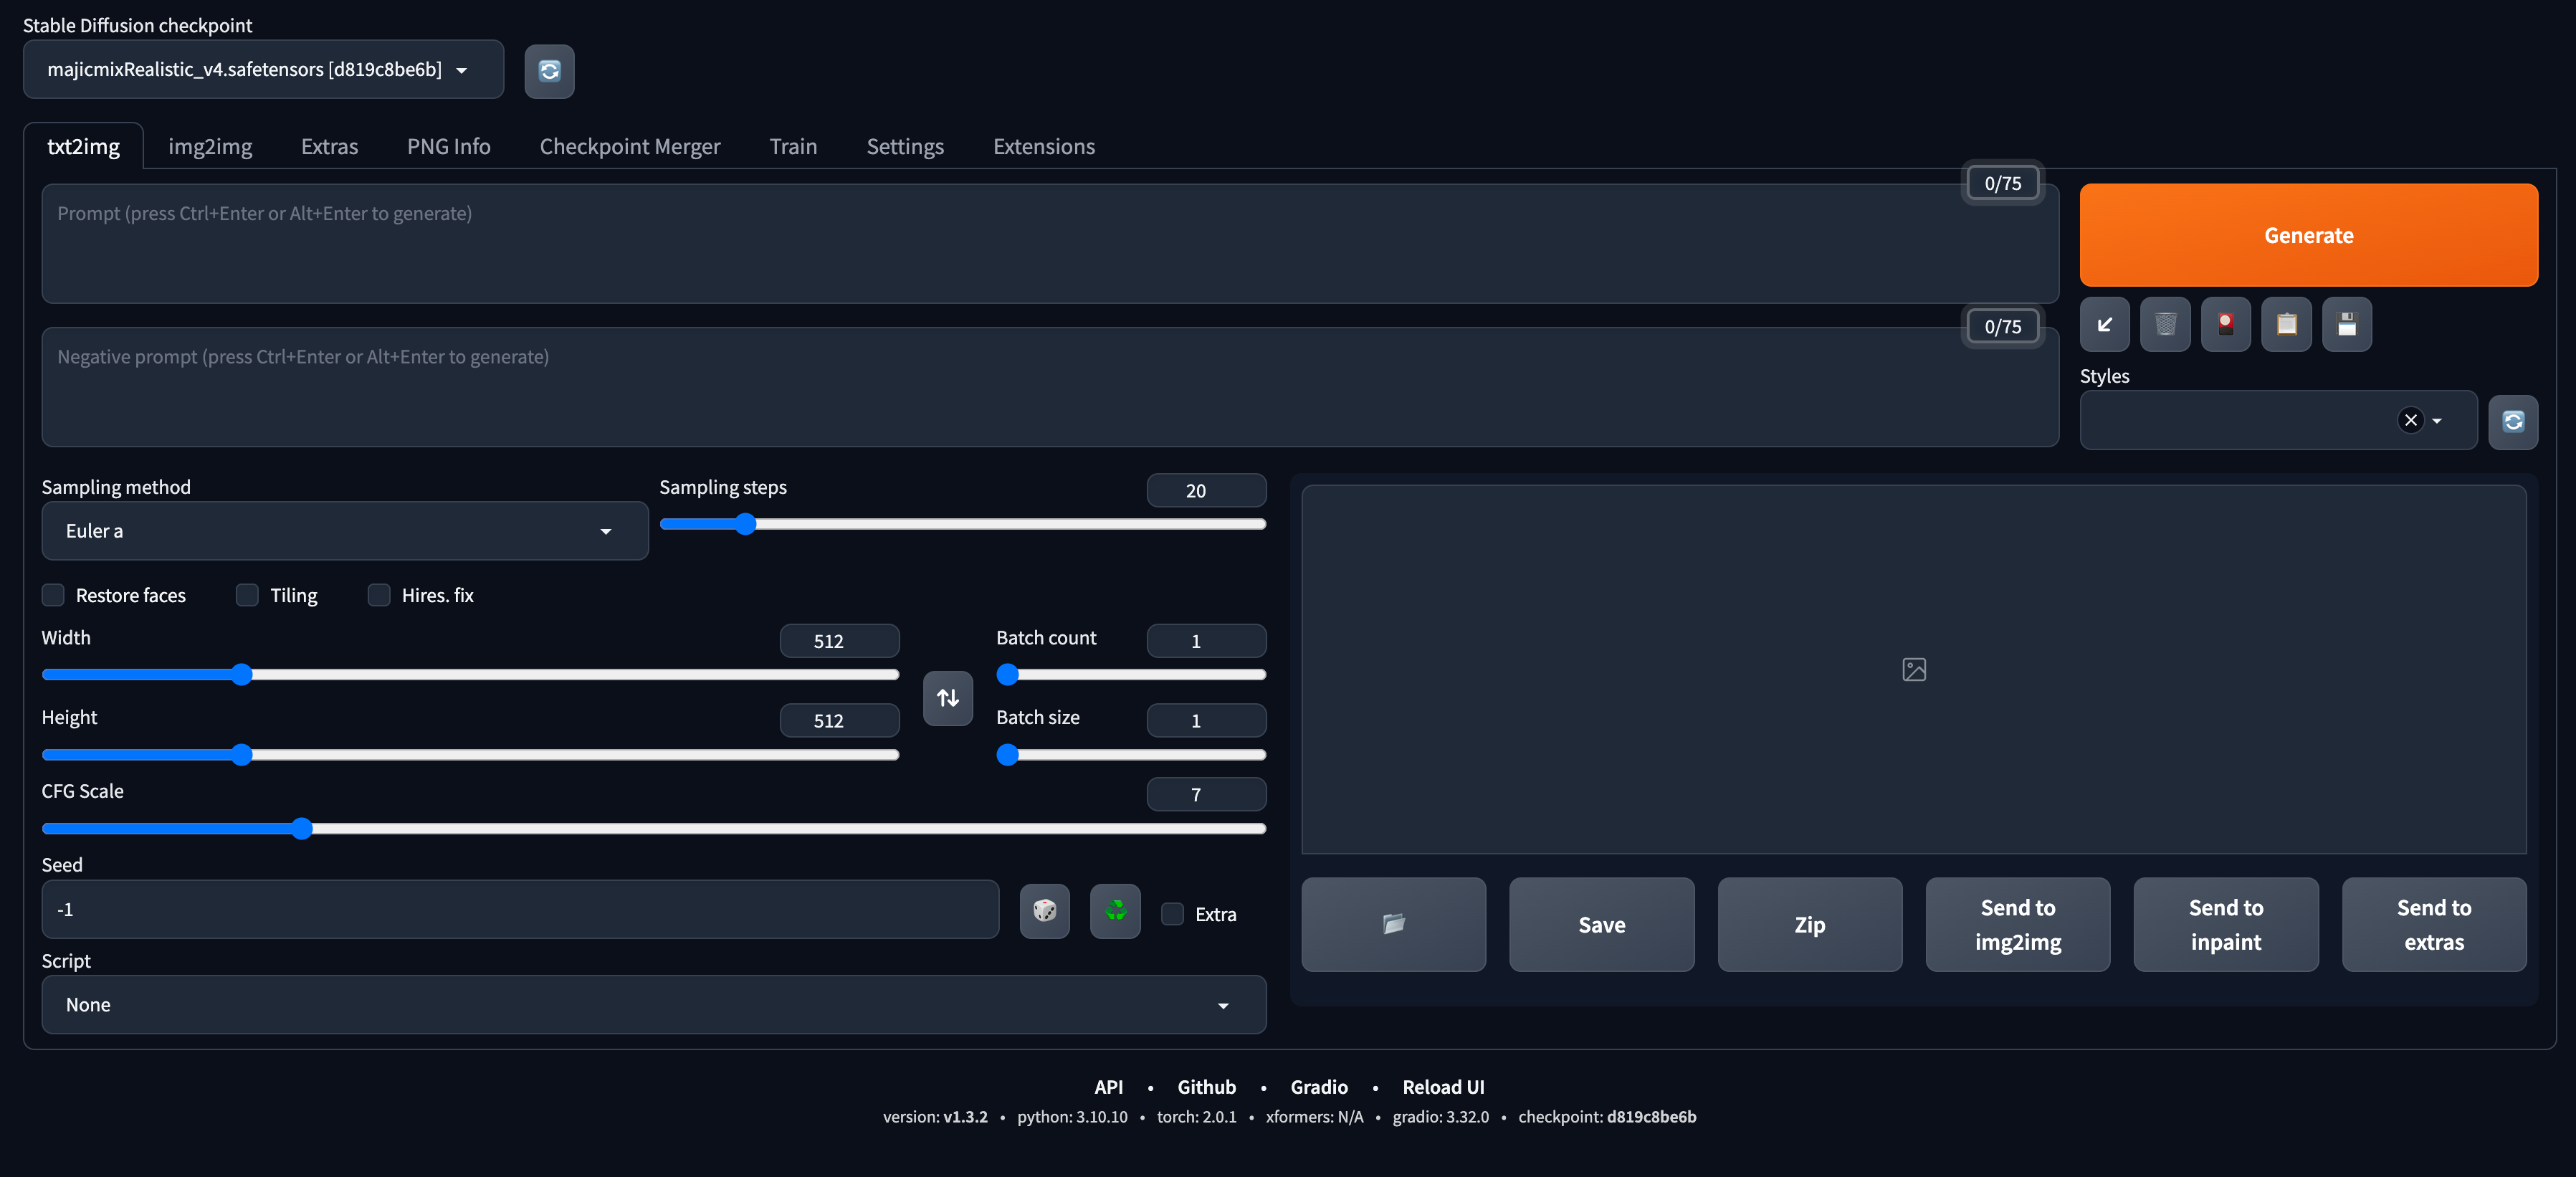 Stable Diffusion checkpoint
majicmixRealistic_v4.safetensors [d819c8be6b]
txt2img img2img Extras PNG Info Checkpoint Merger Train Settings Extensions
0/75
Prompt (press Ctrl+Enter or Alt+Enter to generate)
Generate
0/75
Negative prompt (press Ctrl+Enter or Alt+Enter to generate)
Styles
Sampling method
Euler a
Sampling steps
20
Restore faces Tiling Hires. fix
Width
512
Batch count
1
Height
512
Batch size
1
CFG Scale
7
Seed
-1
Extra
Script
None
Save
Zip
Send to
img2img
Send to
inpaint
Send to
extras
API • Github • Gradio • Reload UI
version: v1.3.2 • python: 3.10.10 • torch: 2.0.1 • xformers: N/A • gradio: 3.32.0 • checkpoint: d819c8be6b